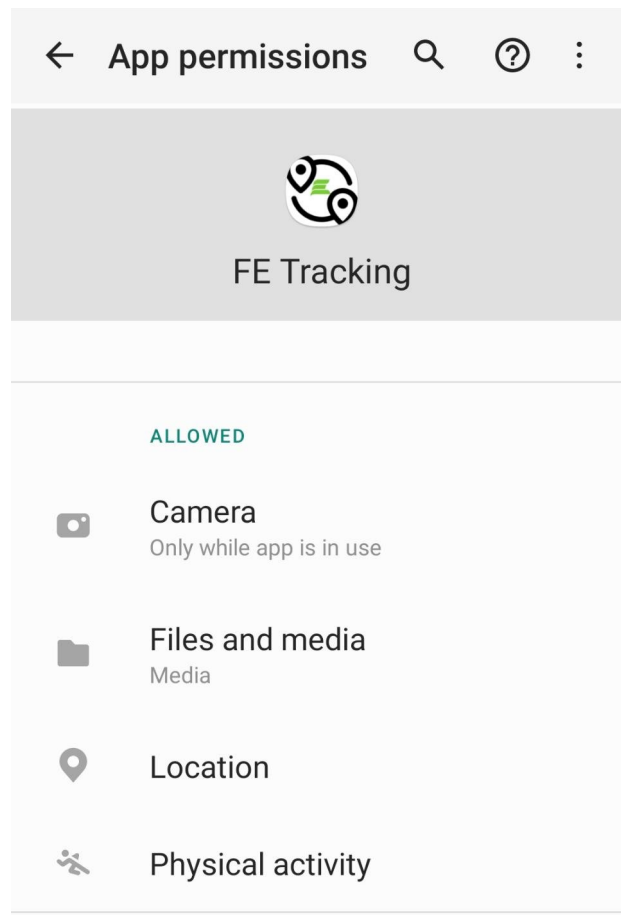 App permissions
FE Tracking
ALLOWED
Camera
Only while app is in use
Files and media
Media
Location
Physical activity